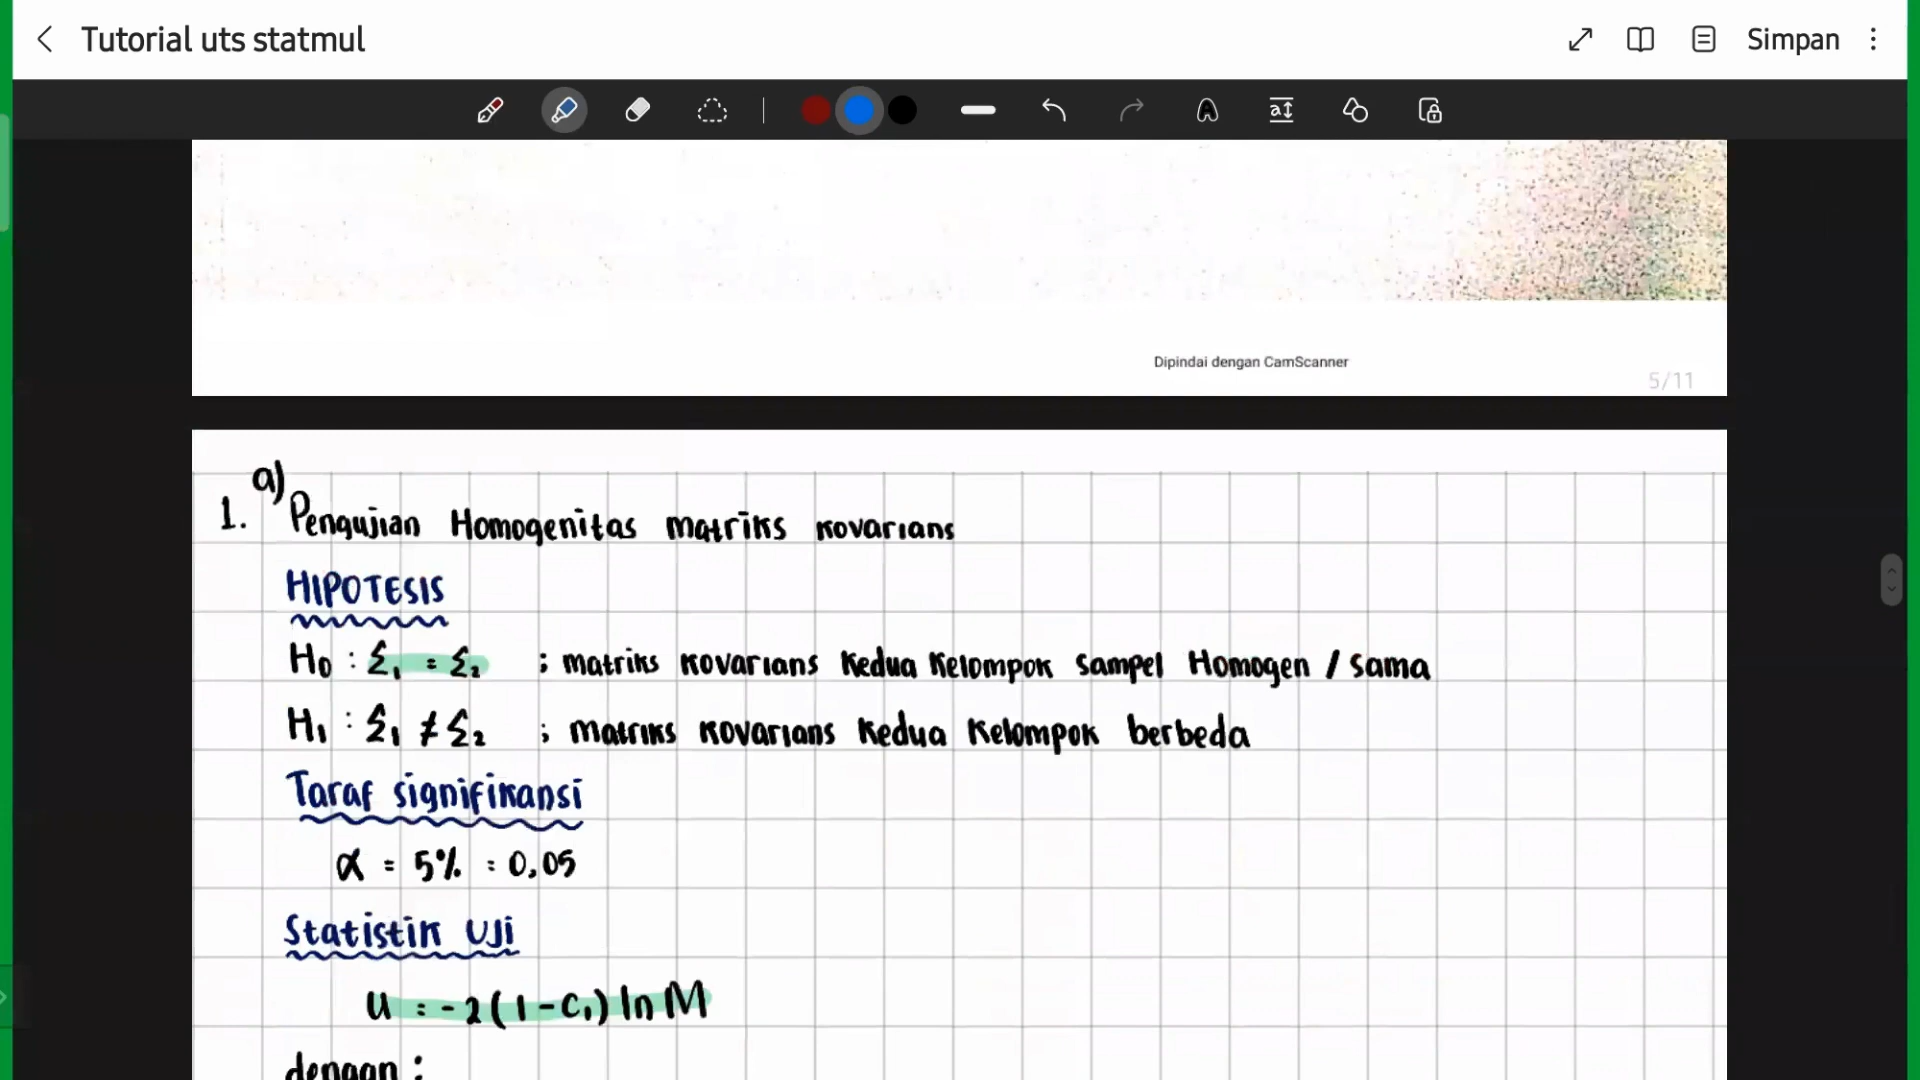 Tutorial uts statmul
Simpan
Dipindai dengan CamScanner
5/11
a)
1. Pengujian Homogenitas matriks kovarians
HIPOTESIS
H₀ : Σ₁ = Σ₂ ; matriks kovarians kedua kelompok sampel Homogen / sama
H₁ : Σ₁ ≠ Σ₂ ; matriks kovarians kedua kelompok berbeda
Taraf signifikansi
α = 5% = 0,05
Statistik Uji
U = -2(1-c₁) ln M
dengan :